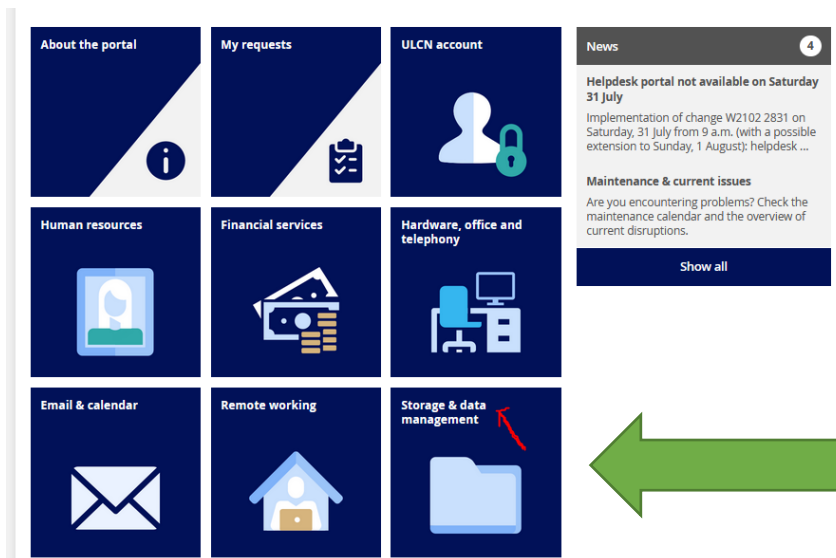 About the portal
My requests
ULCN account
Human resources
Financial services
Hardware, office and
telephony
Email & calendar
Remote working
Storage & data
management
News
4
Helpdesk portal not available on Saturday
31 July
Implementation of change W2102 2831 on
Saturday, 31 July from 9 a.m. (with a possible
extension to Sunday, 1 August): helpdesk ...
Maintenance & current issues
Are you encountering problems? Check the
maintenance calendar and the overview of
current disruptions.
Show all